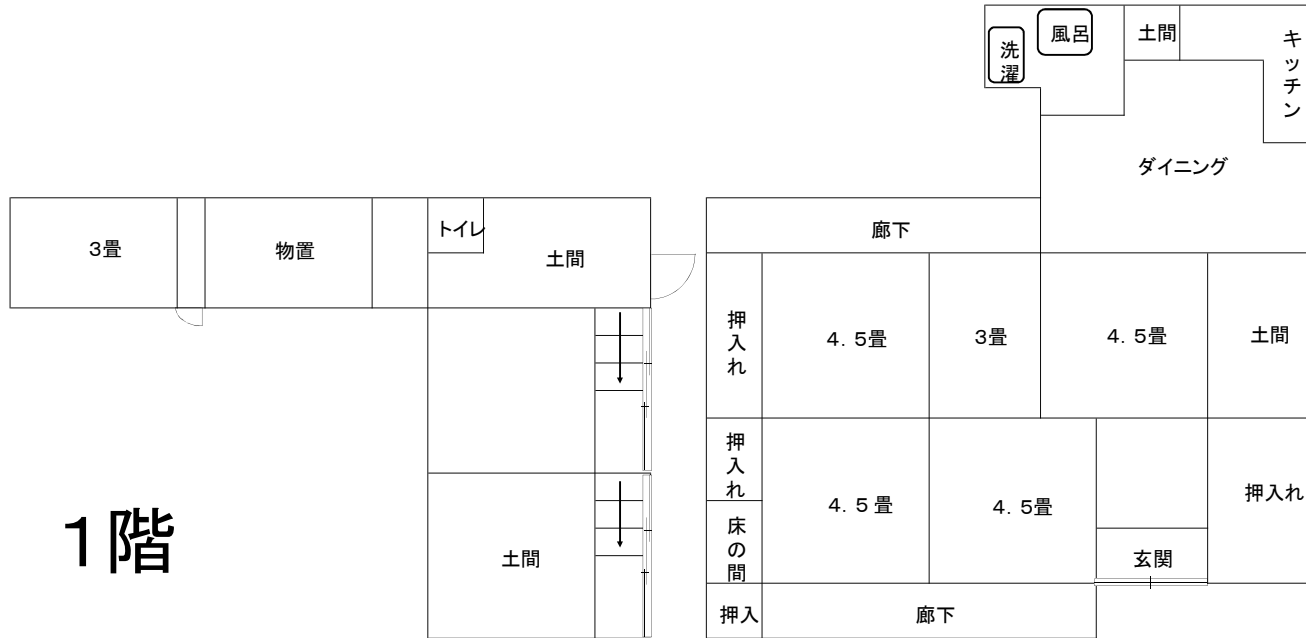 洗濯
風呂
土間
キッチン
ダイニング
3畳
物置
トイレ
土間
廊下
押入れ
4．5畳
3畳
4．5畳
土間
押入れ
床の間
4．5畳
4．5畳
玄関
押入れ
1階
土間
押入
廊下